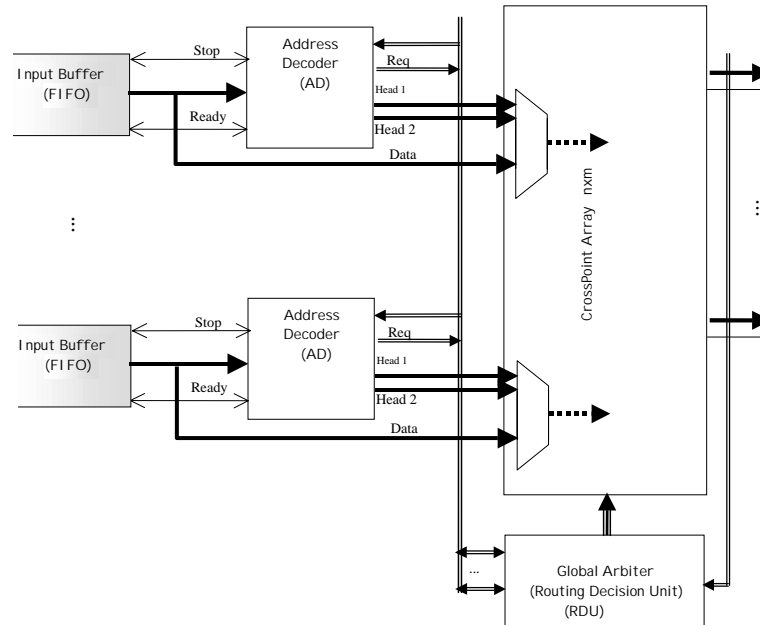 Stop
Address
Decoder
(AD)
Input Buffer
(FIFO)
Req
Head 1
Ready
Head 2
Data
...
CrossPoint Array nxm
...
Stop
Address
Decoder
(AD)
Input Buffer
(FIFO)
Req
Head 1
Ready
Head 2
Data
...
Global Arbiter
(Routing Decision Unit)
(RDU)